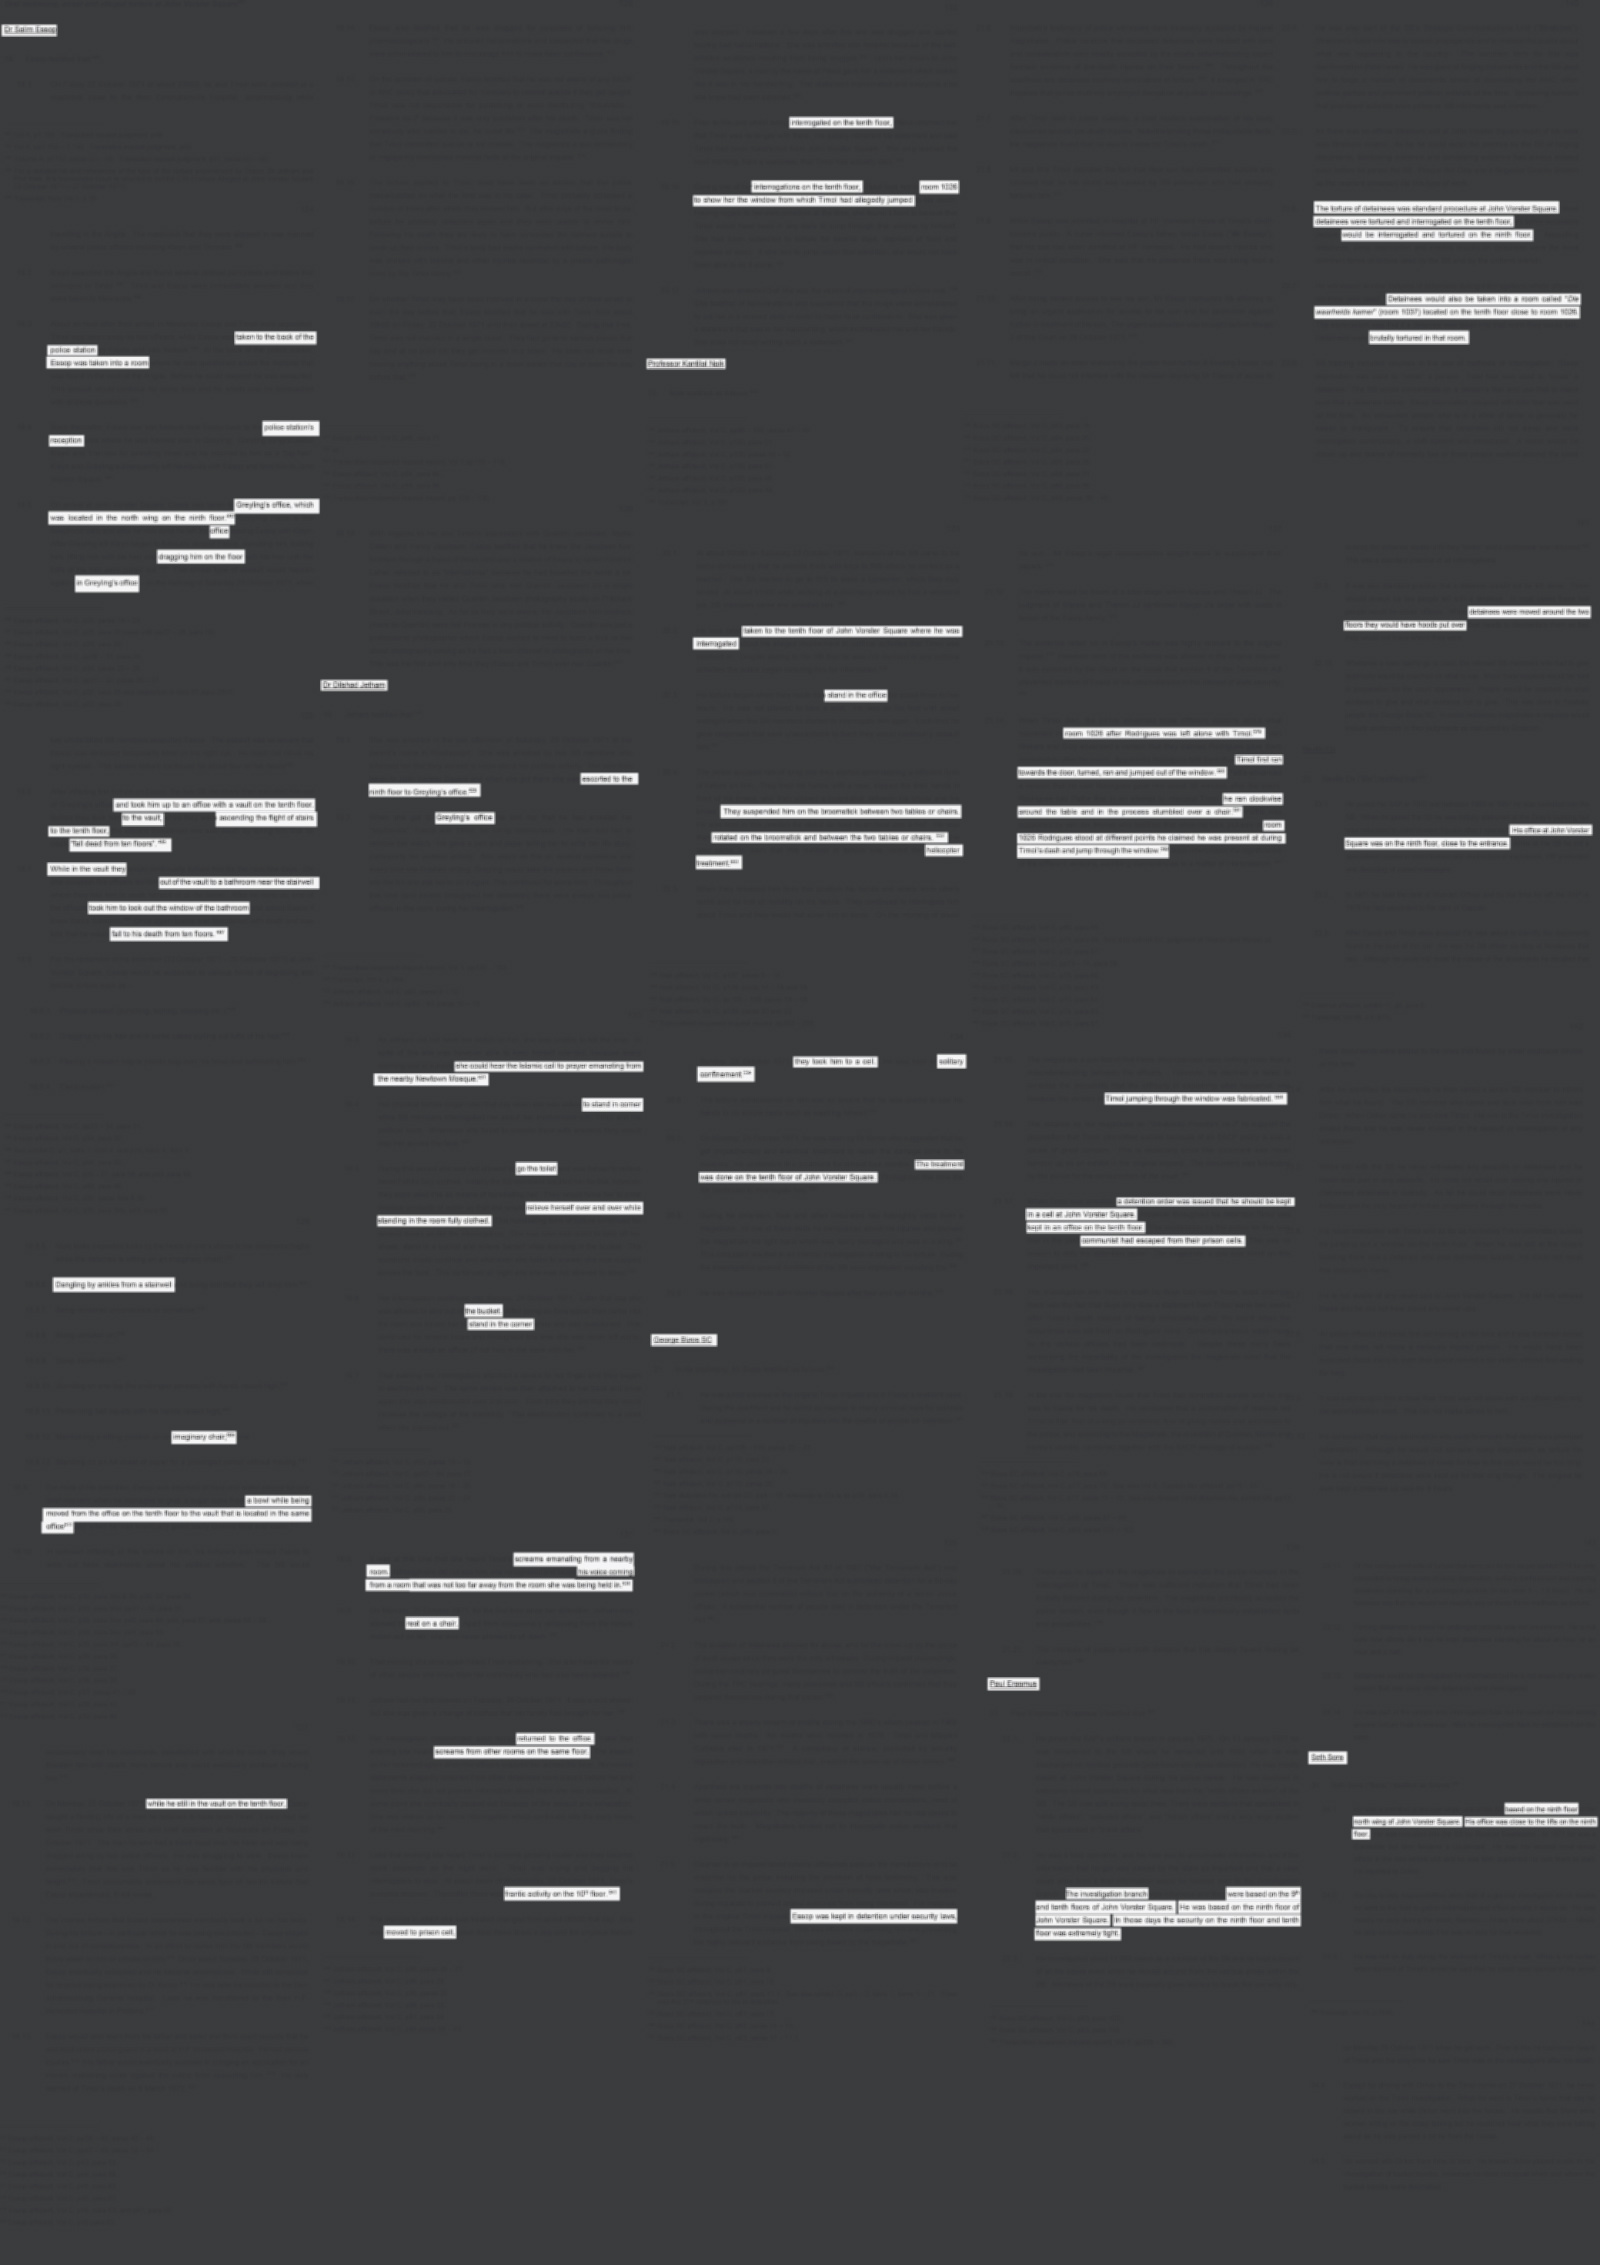 Dr Salim Essop
taken to the back of the
police station
Essop was taken into a room
police station's
reception
Greyling's office, which
was located in the north wing on the ninth floor.
office
dragging him on the floor
in Greyling's office
and took him up to an office with a vault on the tenth floor.
to the vault, ascending the flight of stairs
to the tenth floor,
"fall dead from ten floors".
While in the vault they
out of the vault to a bathroom near the stairwell
took him to look out the window of the bathroom
fall to his death from ten floors.
Dangling by ankles from a stairwell
imaginary chair;
a bowl while being
moved from the office on the tenth floor to the vault that is located in the same
office
while he still in the vault on the tenth floor.
Dr Dilshad Jetham
escorted to the
ninth floor to Greyling's office.
Greyling's office
she could hear the Islamic call to prayer emanating from
the nearby Newtown Mosque.
to stand in corner
go the toilet
relieve herself over and over while
standing in the room fully clothed.
the bucket.
stand in the corner
screams emanating from a nearby
room. his voice coming
from a room that was not too far away from the room she was being held in.
rest on a chair.
returned to the office
screams from other rooms on the same floor.
frantic activity on the 10th floor.
moved to prison cell.
interrogated on the tenth floor,
interrogations on the tenth floor, room 1026
to show her the window from which Timol had allegedly jumped
Professor Kantilal Naik
taken to the tenth floor of John Vorster Square where he was
interrogated
stand in the office
They suspended him on the broomstick between two tables or chairs.
rotated on the broomstick and between the two tables or chairs.
helicopter
treatment.
they took him to a cell. solitary
confinement.
The treatment
was done on the tenth floor of John Vorster Square
George Bizos SC
Essop was kept in detention under security laws,
room 1026 after Rodrigues was left alone with Timol.
Timol first ran
towards the door, turned, ran and jumped out of the window.
he ran clockwise
around the table and in the process stumbled over a chair.
room
1026 Rodrigues stood at different points he claimed he was present at during
Timol's dash and jump through the window.
Timol jumping through the window was fabricated.
a detention order was issued that he should be kept
in a cell at John Vorster Square
kept in an office on the tenth floor.
communist had escaped from their prison cells.
Paul Erasmus
The investigation branch were based on the 9th
and tenth floors of John Vorster Square. He was based on the ninth floor of
John Vorster Square. In those days the security on the ninth floor and tenth
floor was extremely tight.
The torture of detainees was standard procedure at John Vorster Square.
detainees were tortured and interrogated on the tenth floor.
would be interrogated and tortured on the ninth floor.
Detainees would also be taken into a room called "Die
waarheids kamer" (room 1037) located on the tenth floor close to room 1026.
brutally tortured in that room.
detainees were moved around the two
floors they would have hoods put over
His office at John Vorster
Square was on the ninth floor, close to the entrance.
Seth Sons
based on the ninth floor
north wing of John Vorster Square. His office was close to the lifts on the ninth
floor.